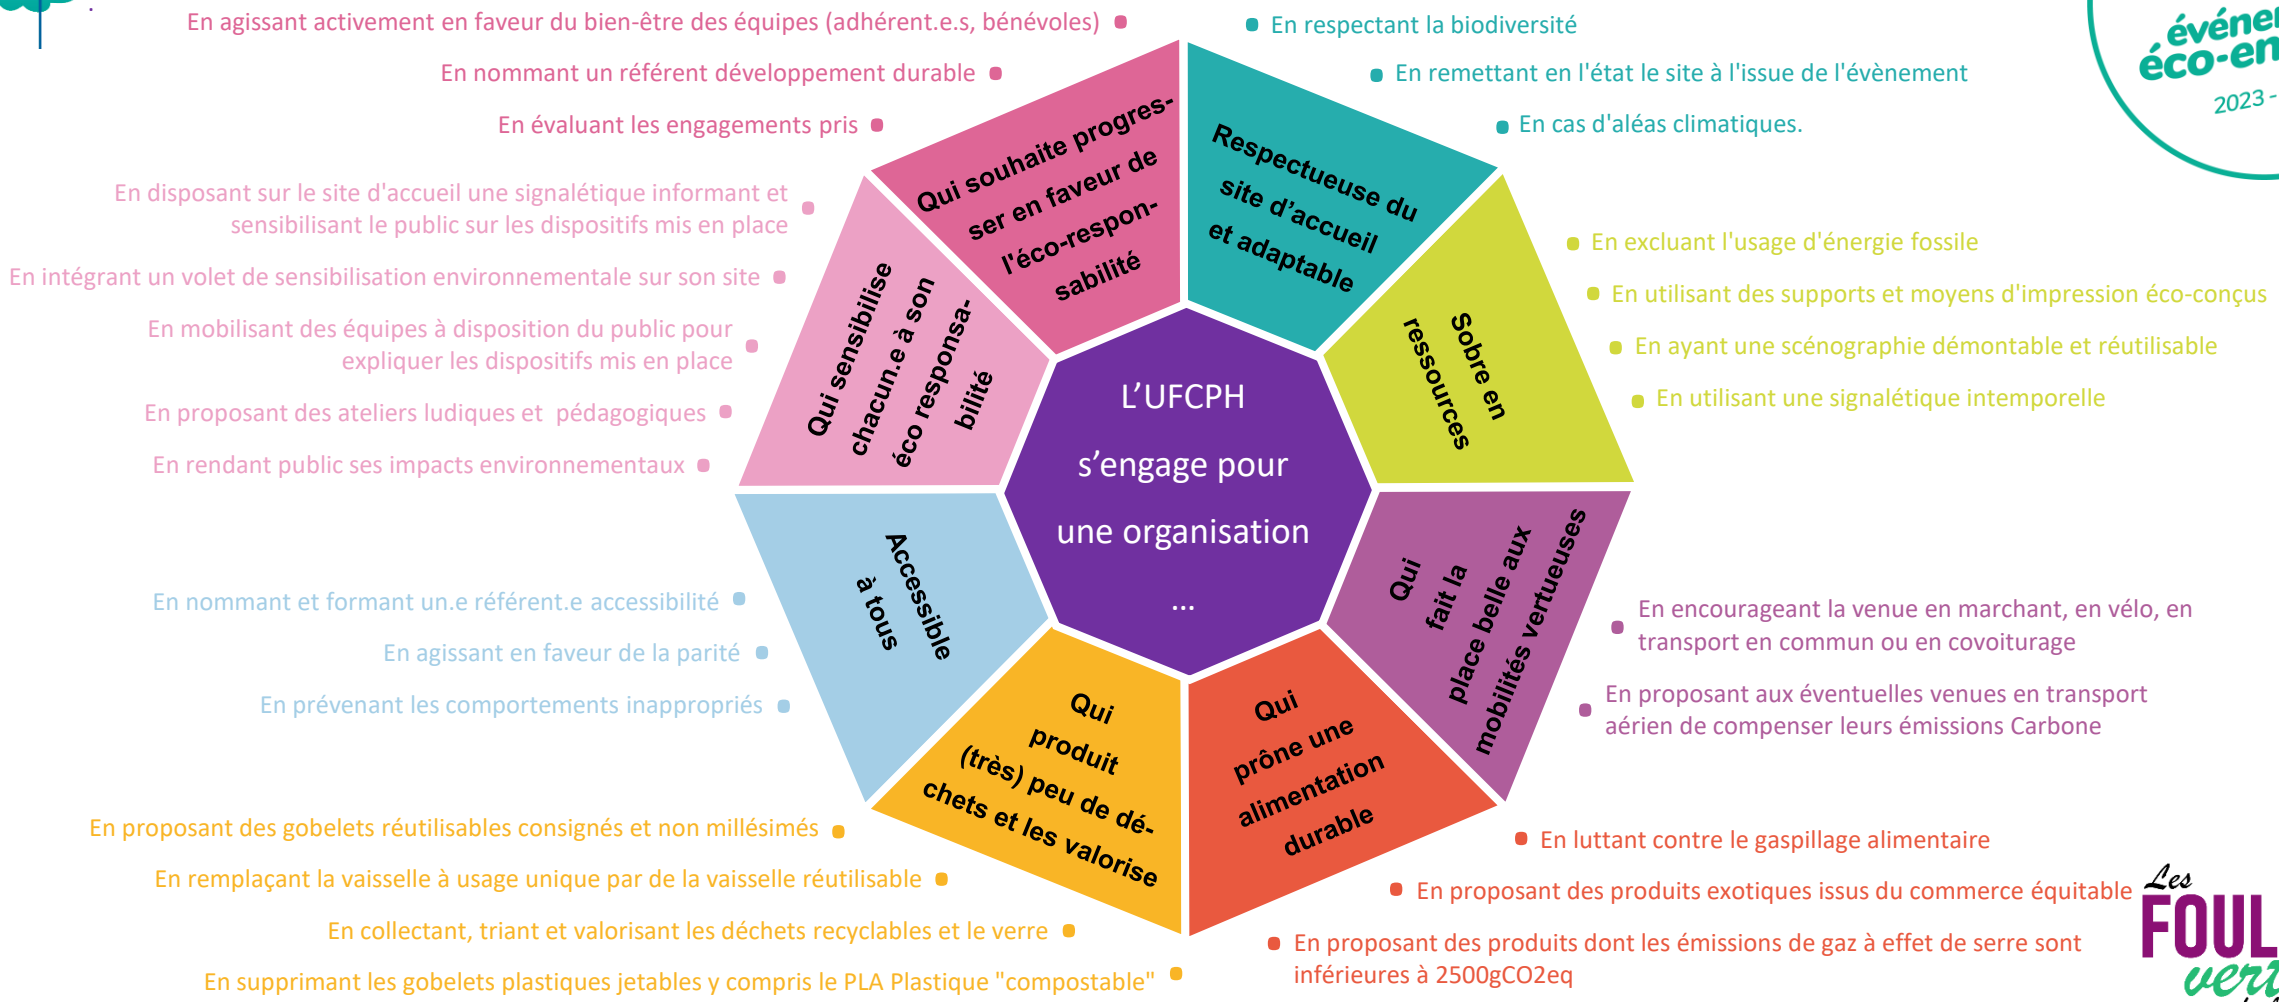 En agissant activement en faveur du bien-être des équipes (adhérent.e.s, bénévoles)
En nommant un référent développement durable
En évaluant les engagements pris
En respectant la biodiversité
En remettant en l'état le site à l'issue de l'évènement
En cas d'aléas climatiques.
2023 -
Qui souhaite progres-
ser en faveur de
l'éco-respon-
sabilité
Respectueuse du
site d'accueil
et adaptable
En disposant sur le site d'accueil une signalétique informant et
sensibilisant le public sur les dispositifs mis en place
En intégrant un volet de sensibilisation environnementale sur son site
En mobilisant des équipes à disposition du public pour
expliquer les dispositifs mis en place
En proposant des ateliers ludiques et  pédagogiques
En rendant public ses impacts environnementaux
Qui sensibilise
chacun.e à son
éco responsa-
bilité
Sobre en
ressources
En excluant l'usage d'énergie fossile
En utilisant des supports et moyens d'impression éco-conçus
En ayant une scénographie démontable et réutilisable
En utilisant une signalétique intemporelle
L'UFCPH
s'engage pour
une organisation
...
En nommant et formant un.e référent.e accessibilité
En agissant en faveur de la parité
En prévenant les comportements inappropriés
Accessible
à tous
Qui
fait la
place belle aux
mobilités vertueuses
En encourageant la venue en marchant, en vélo, en
transport en commun ou en covoiturage
En proposant aux éventuelles venues en transport
aérien de compenser leurs émissions Carbone
Qui
produit
(très) peu de dé-
chets et les valorise
Qui
prône une
alimentation
durable
En proposant des gobelets réutilisables consignés et non millésimés
En remplaçant la vaisselle à usage unique par de la vaisselle réutilisable
En collectant, triant et valorisant les déchets recyclables et le verre
En supprimant les gobelets plastiques jetables y compris le PLA Plastique "compostable"
En luttant contre le gaspillage alimentaire
En proposant des produits exotiques issus du commerce équitable
En proposant des produits dont les émissions de gaz à effet de serre sont
inférieures à 2500gCO2eq
Les
FOUL
vert